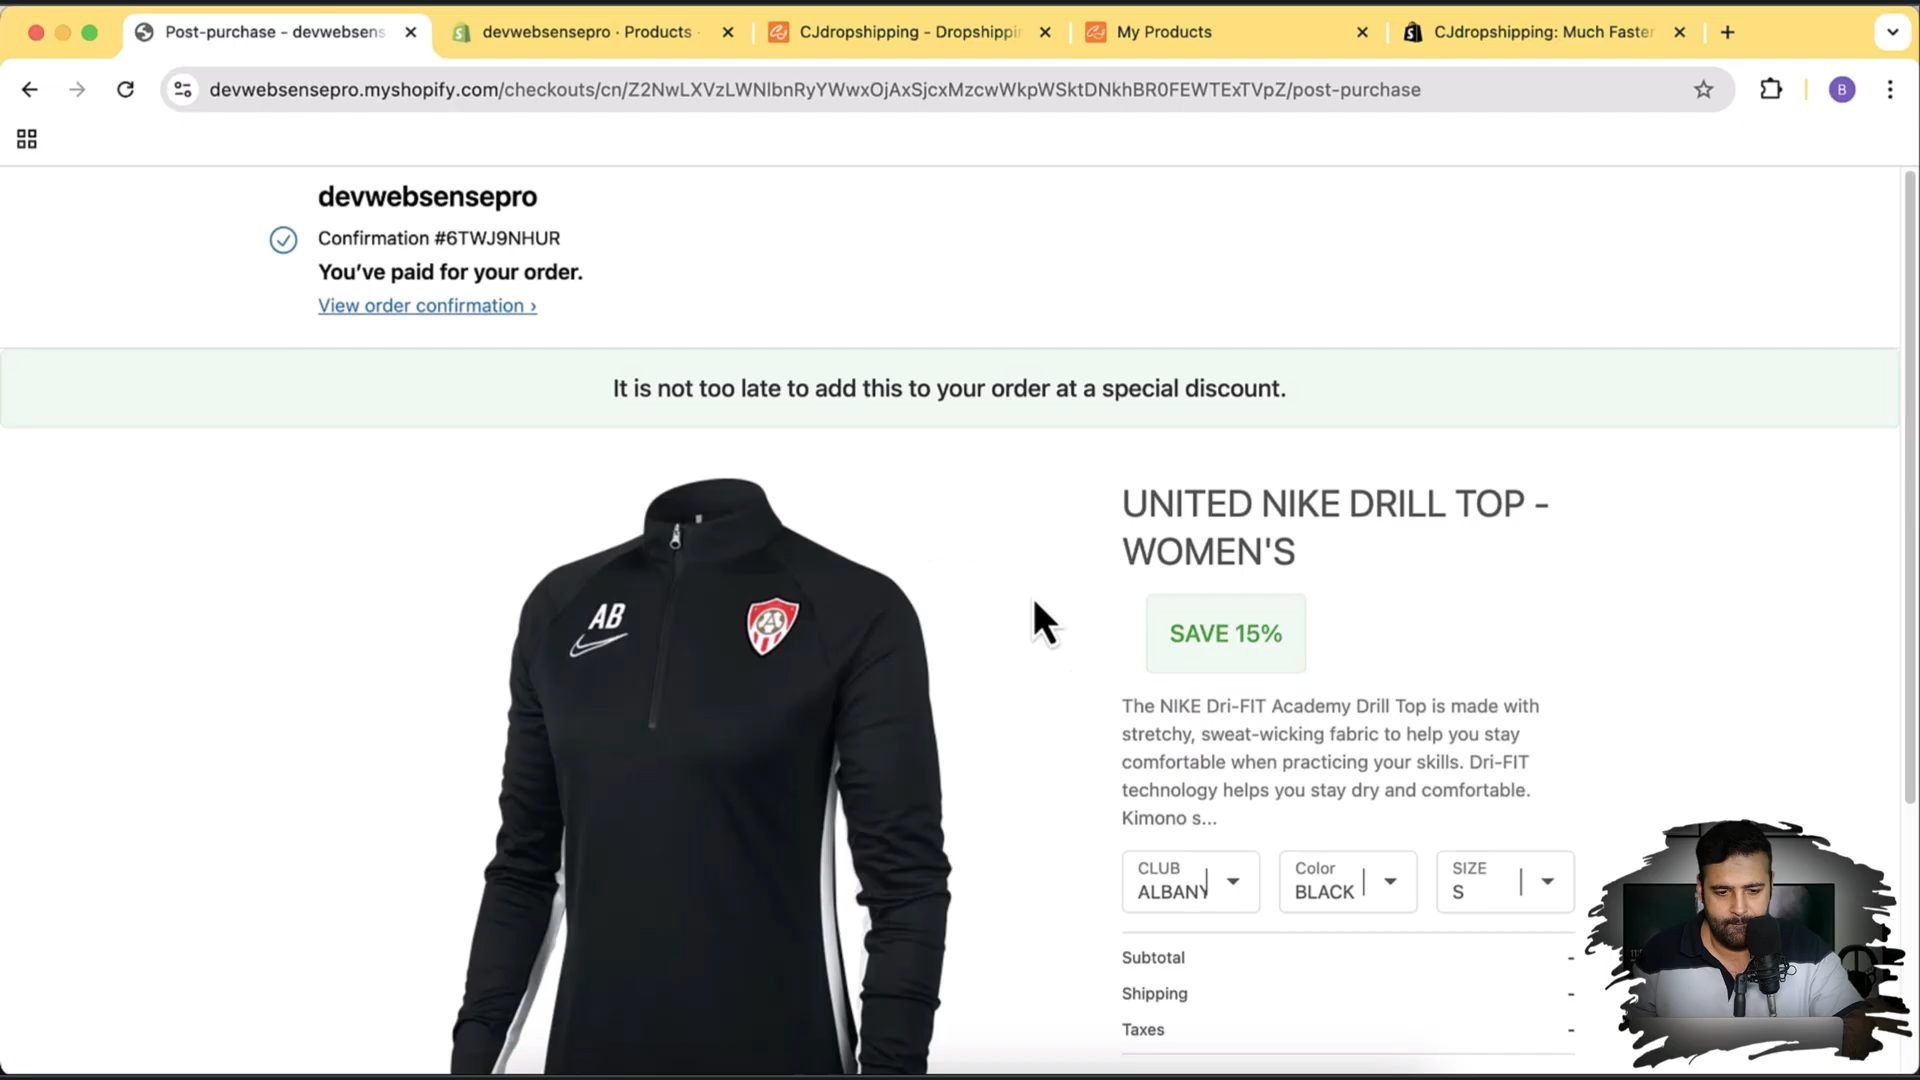 Post-purchase - devwebsens
devwebsensepro · Products
CJdropshipping - Dropshippi
My Products
CJdropshipping: Much Faster
devwebsensepro.myshopify.com/checkouts/cn/Z2NwLXVzLWNlbnRyYWwxOjAxSjcxMzcwWkpWSktDNkhBR0FEWTExTVpZ/post-purchase
B
devwebsensepro
Confirmation #6TWJ9NHUR
You’ve paid for your order.
View order confirmation ›
It is not too late to add this to your order at a special discount.
AB
A
UNITED NIKE DRILL TOP -
WOMEN'S
SAVE 15%
The NIKE Dri-FIT Academy Drill Top is made with
stretchy, sweat-wicking fabric to help you stay
comfortable when practicing your skills. Dri-FIT
technology helps you stay dry and comfortable.
Kimono s...
CLUB
ALBANY
Color
BLACK
SIZE
S
Subtotal -
Shipping -
Taxes -